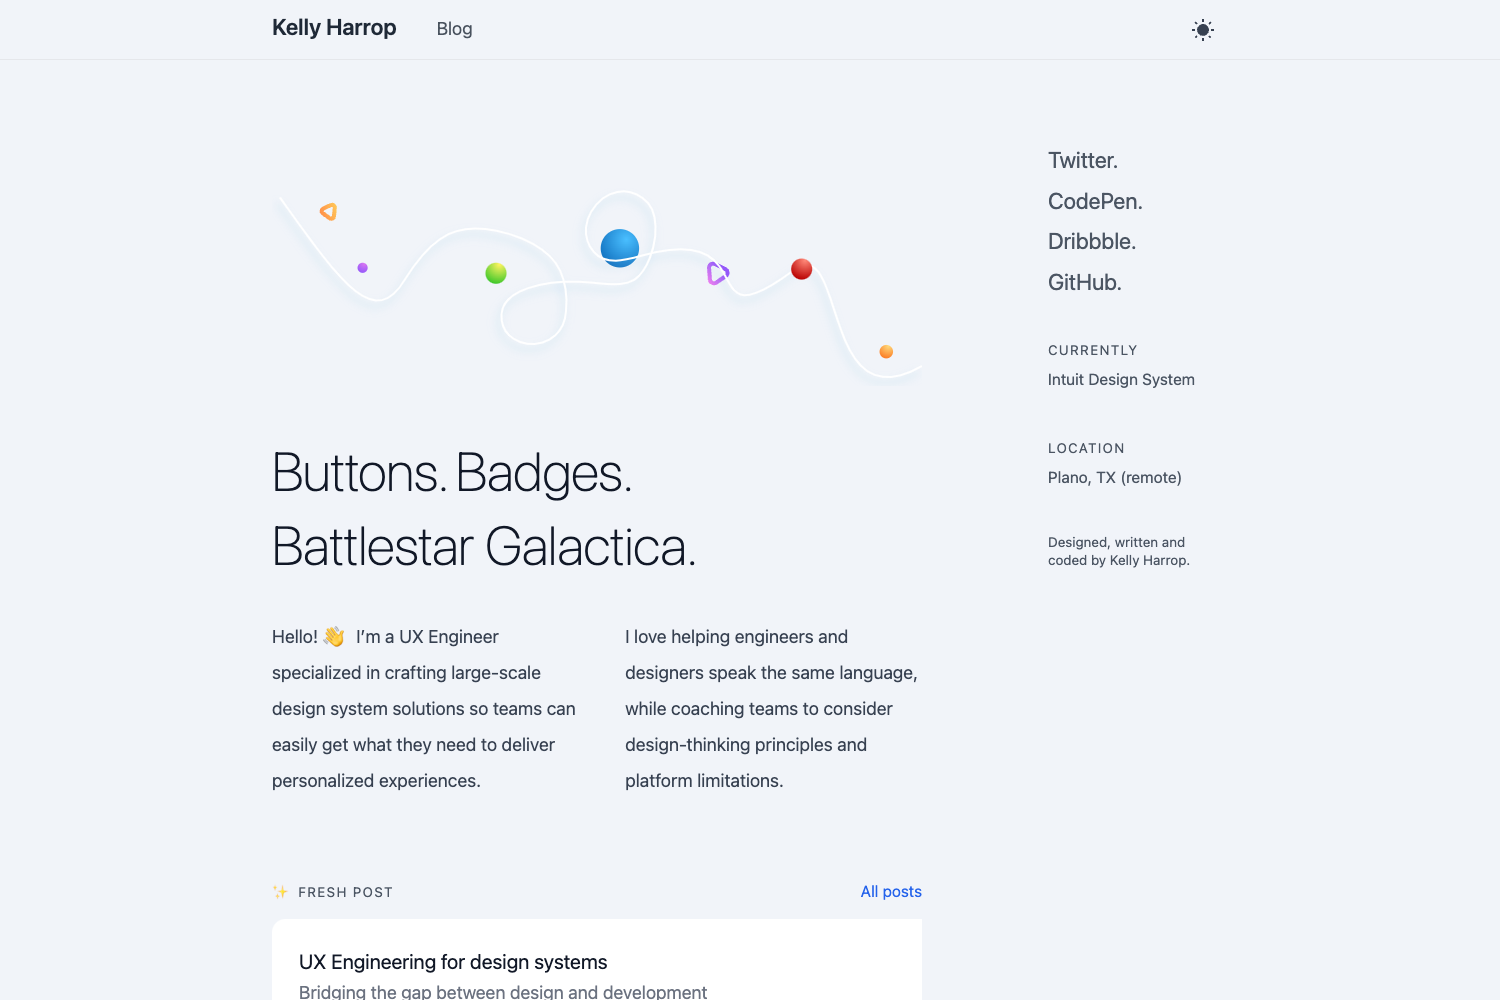 Kelly Harrop
Blog
Twitter.
CodePen.
Dribbble.
GitHub.
CURRENTLY
Intuit Design System
LOCATION
Plano, TX (remote)
Designed, written and
coded by Kelly Harrop.
Buttons. Badges.
Battlestar Galactica.
Hello! 👋 I’m a UX Engineer
specialized in crafting large-scale
design system solutions so teams can
easily get what they need to deliver
personalized experiences.
I love helping engineers and
designers speak the same language,
while coaching teams to consider
design-thinking principles and
platform limitations.
✨ FRESH POST
All posts
UX Engineering for design systems
Bridging the gap between design and development